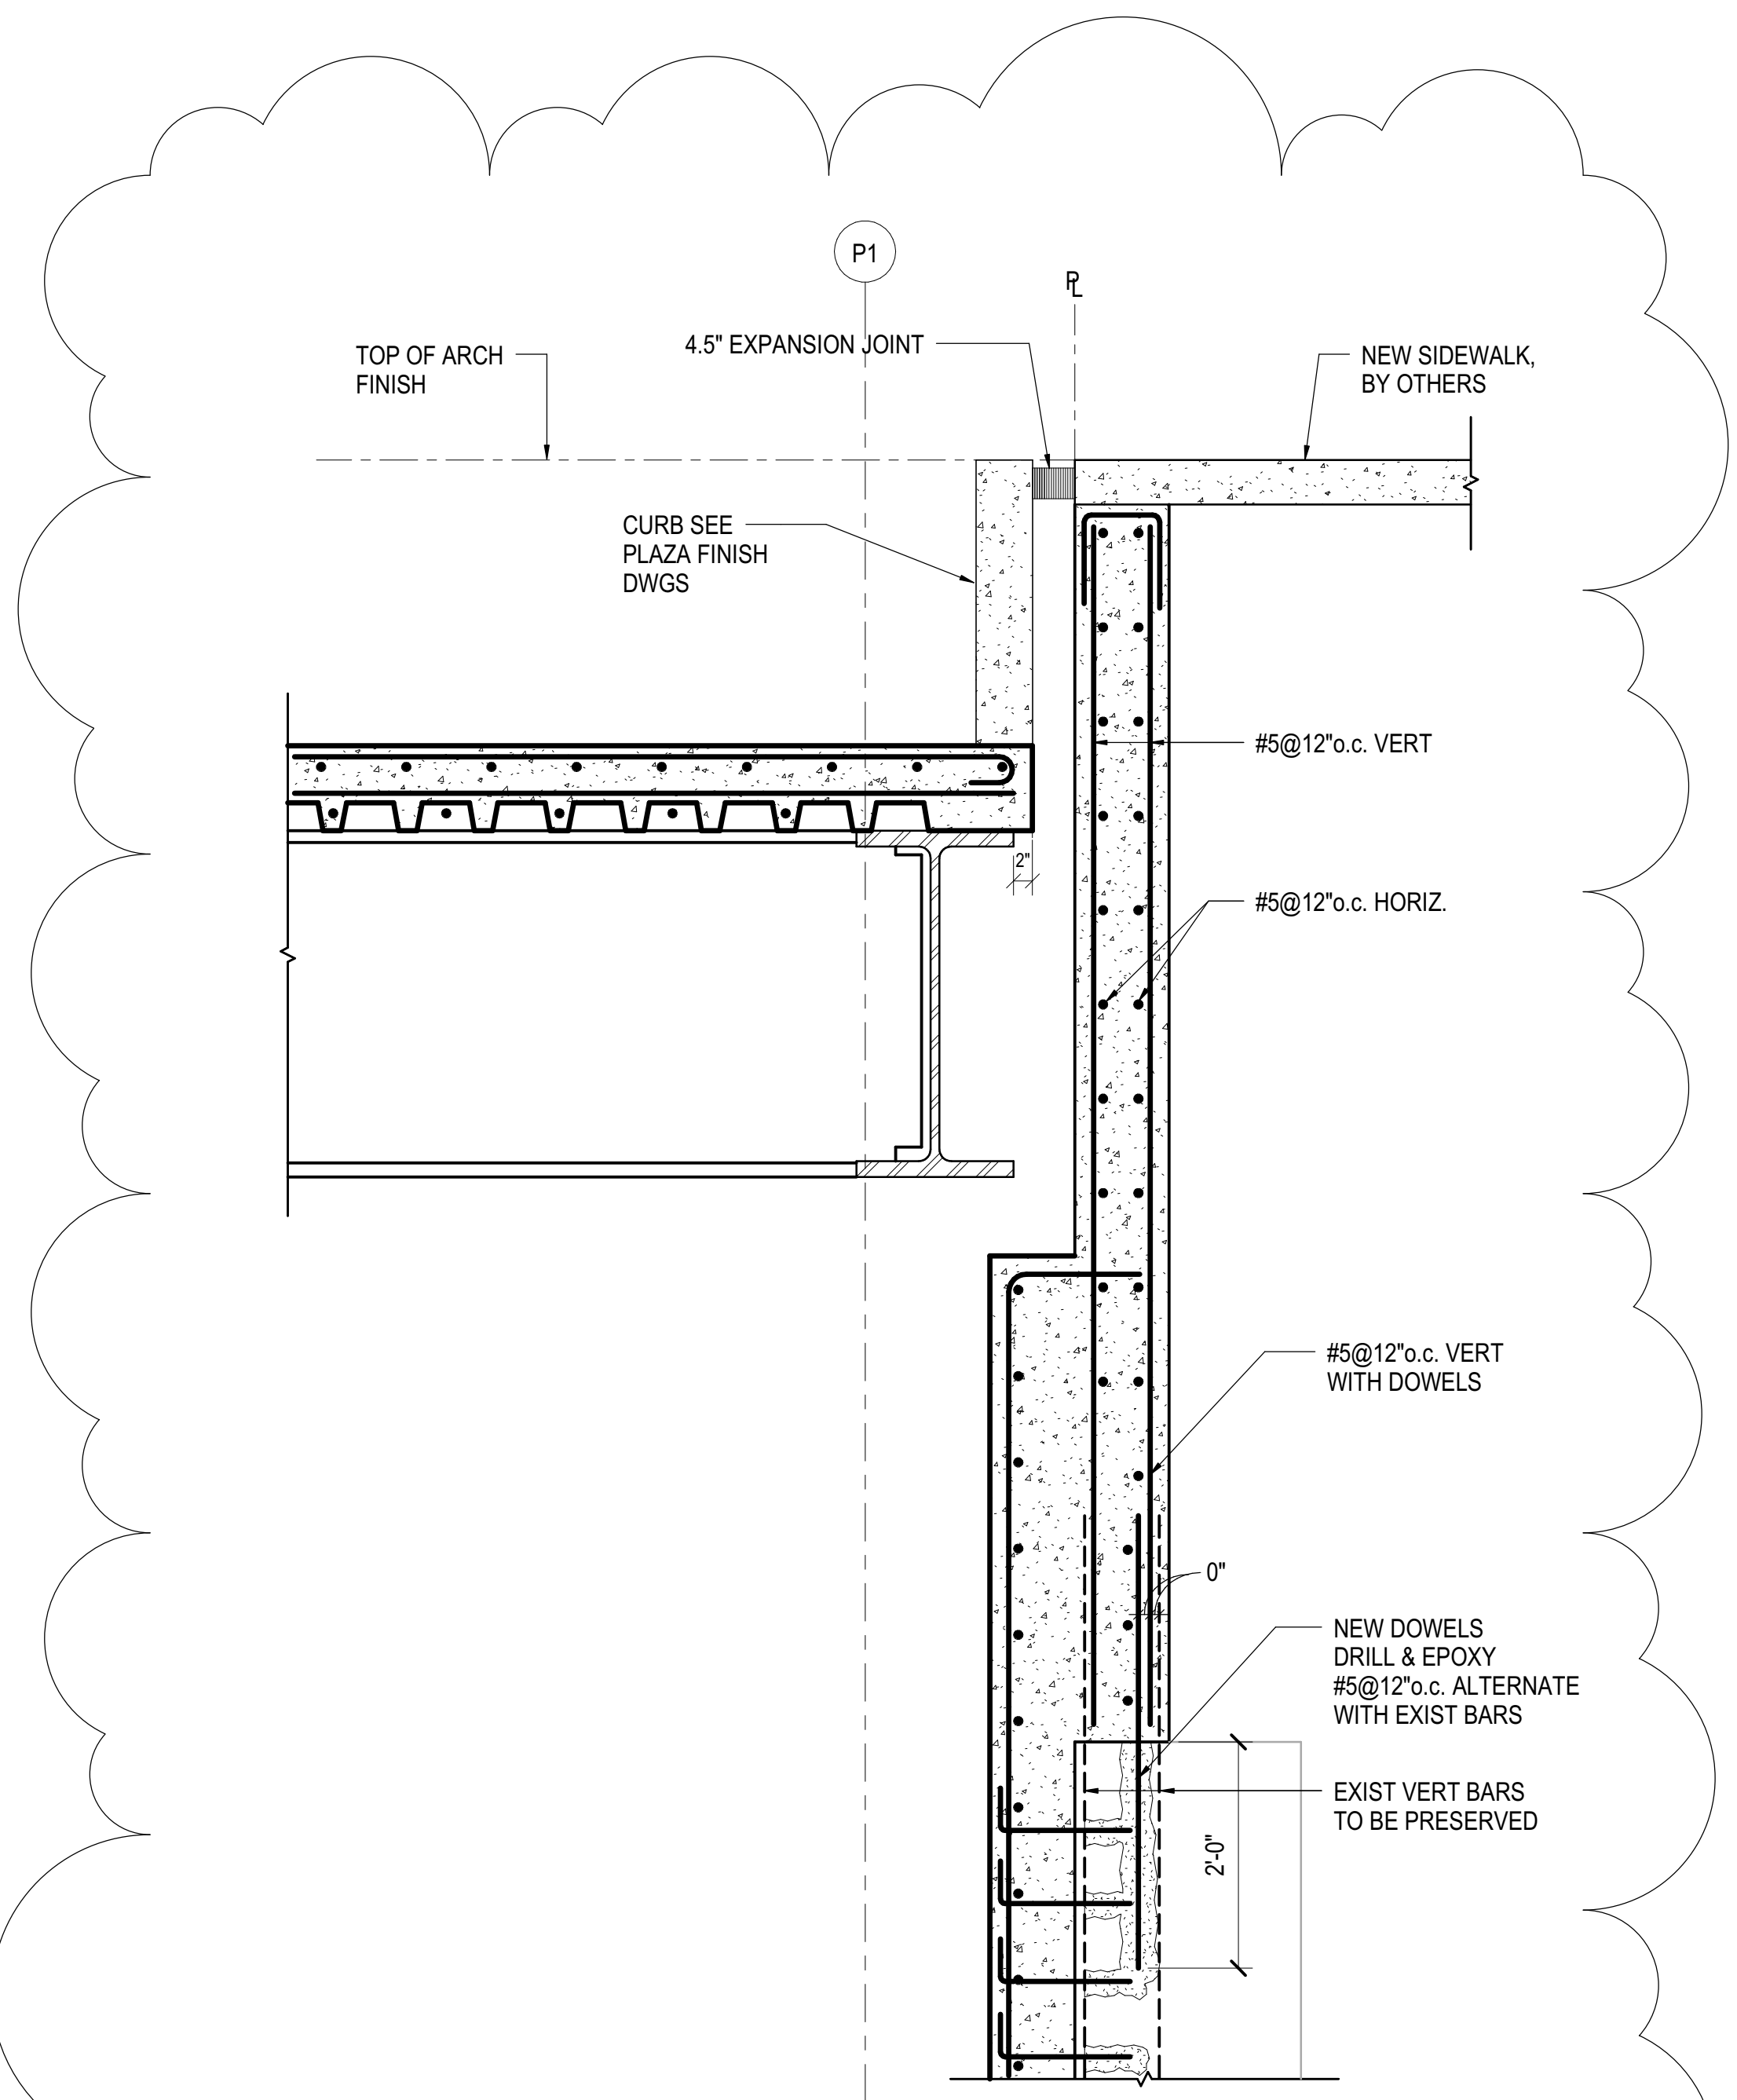 P1
PL
TOP OF ARCH
FINISH
4.5" EXPANSION JOINT
NEW SIDEWALK,
BY OTHERS
CURB SEE
PLAZA FINISH
DWGS
#5@12"o.c. VERT
2"
#5@12"o.c. HORIZ.
#5@12"o.c. VERT
WITH DOWELS
0"
NEW DOWELS
DRILL & EPOXY
#5@12"o.c. ALTERNATE
WITH EXIST BARS
EXIST VERT BARS
TO BE PRESERVED
2'-0"